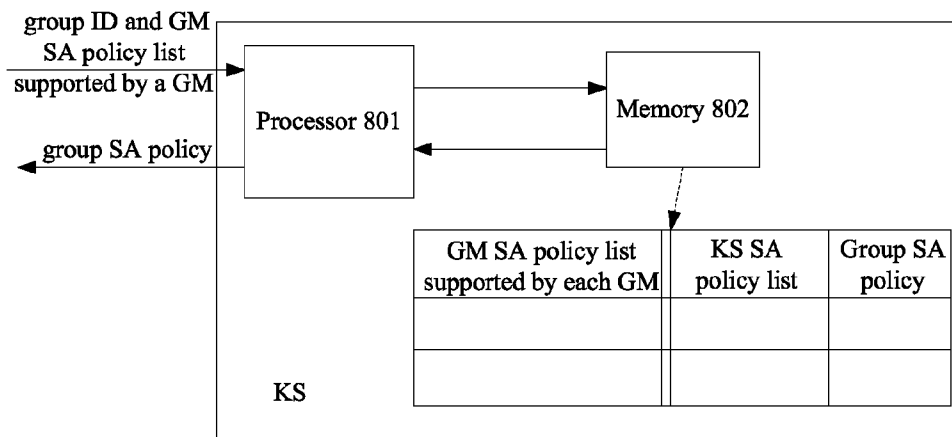 group ID and GM
SA policy list
supported by a GM
Processor 801
Memory 802
group SA policy
GM SA policy list
supported by each GM
KS SA
policy list
Group SA
policy
KS